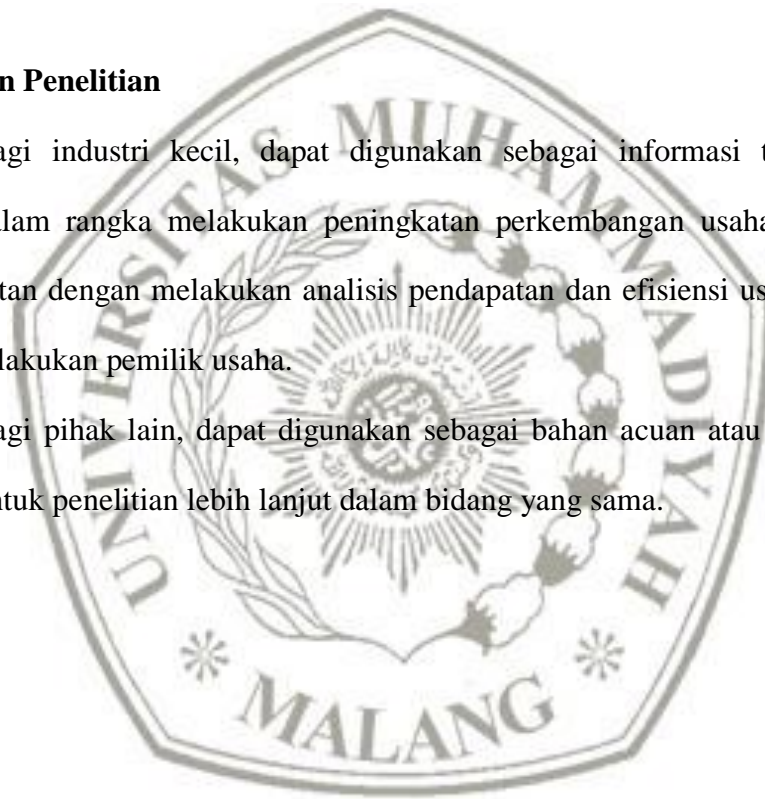 n Penelitian
agi industri kecil, dapat digunakan sebagai informasi t
alam rangka melakukan peningkatan perkembangan usaha
tan dengan melakukan analisis pendapatan dan efisiensi us
lakukan pemilik usaha.
agi pihak lain, dapat digunakan sebagai bahan acuan atau
ntuk penelitian lebih lanjut dalam bidang yang sama.
UNIVERSITAS MUHAMMADIYAH
MALANG